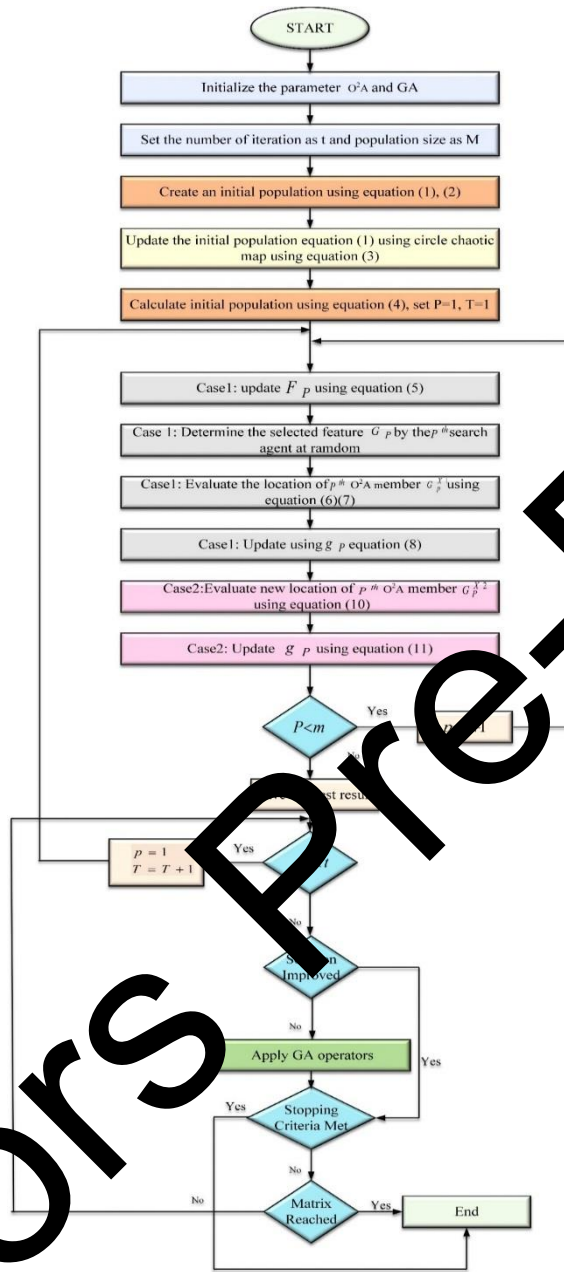 START
Initialize the parameter O²A and GA
Set the number of iteration as t and population size as M
Create an initial population using equation (1), (2)
Update the initial population equation (1) using circle chaotic
map using equation (3)
Calculate initial population using equation (4), set P=1, T=1
Case1: update F P using equation (5)
Case 1: Determine the selected feature G P by the P th search
agent at ramdom
Case1: Evaluate the location of p th O²A member G P X using
equation (6)(7)
Case1: Update using g P equation (8)
Case2:Evaluate new location of P th O²A member G P X 2
using equation (10)
Case2: Update g P using equation (11)
P<m
Yes
No
Yes
p = 1
T = T + 1
No
Improved
No
Apply GA operators
Yes
Yes
Stopping
Criteria Met
No
Matrix
Reached
No
Yes
End
ors Pre-